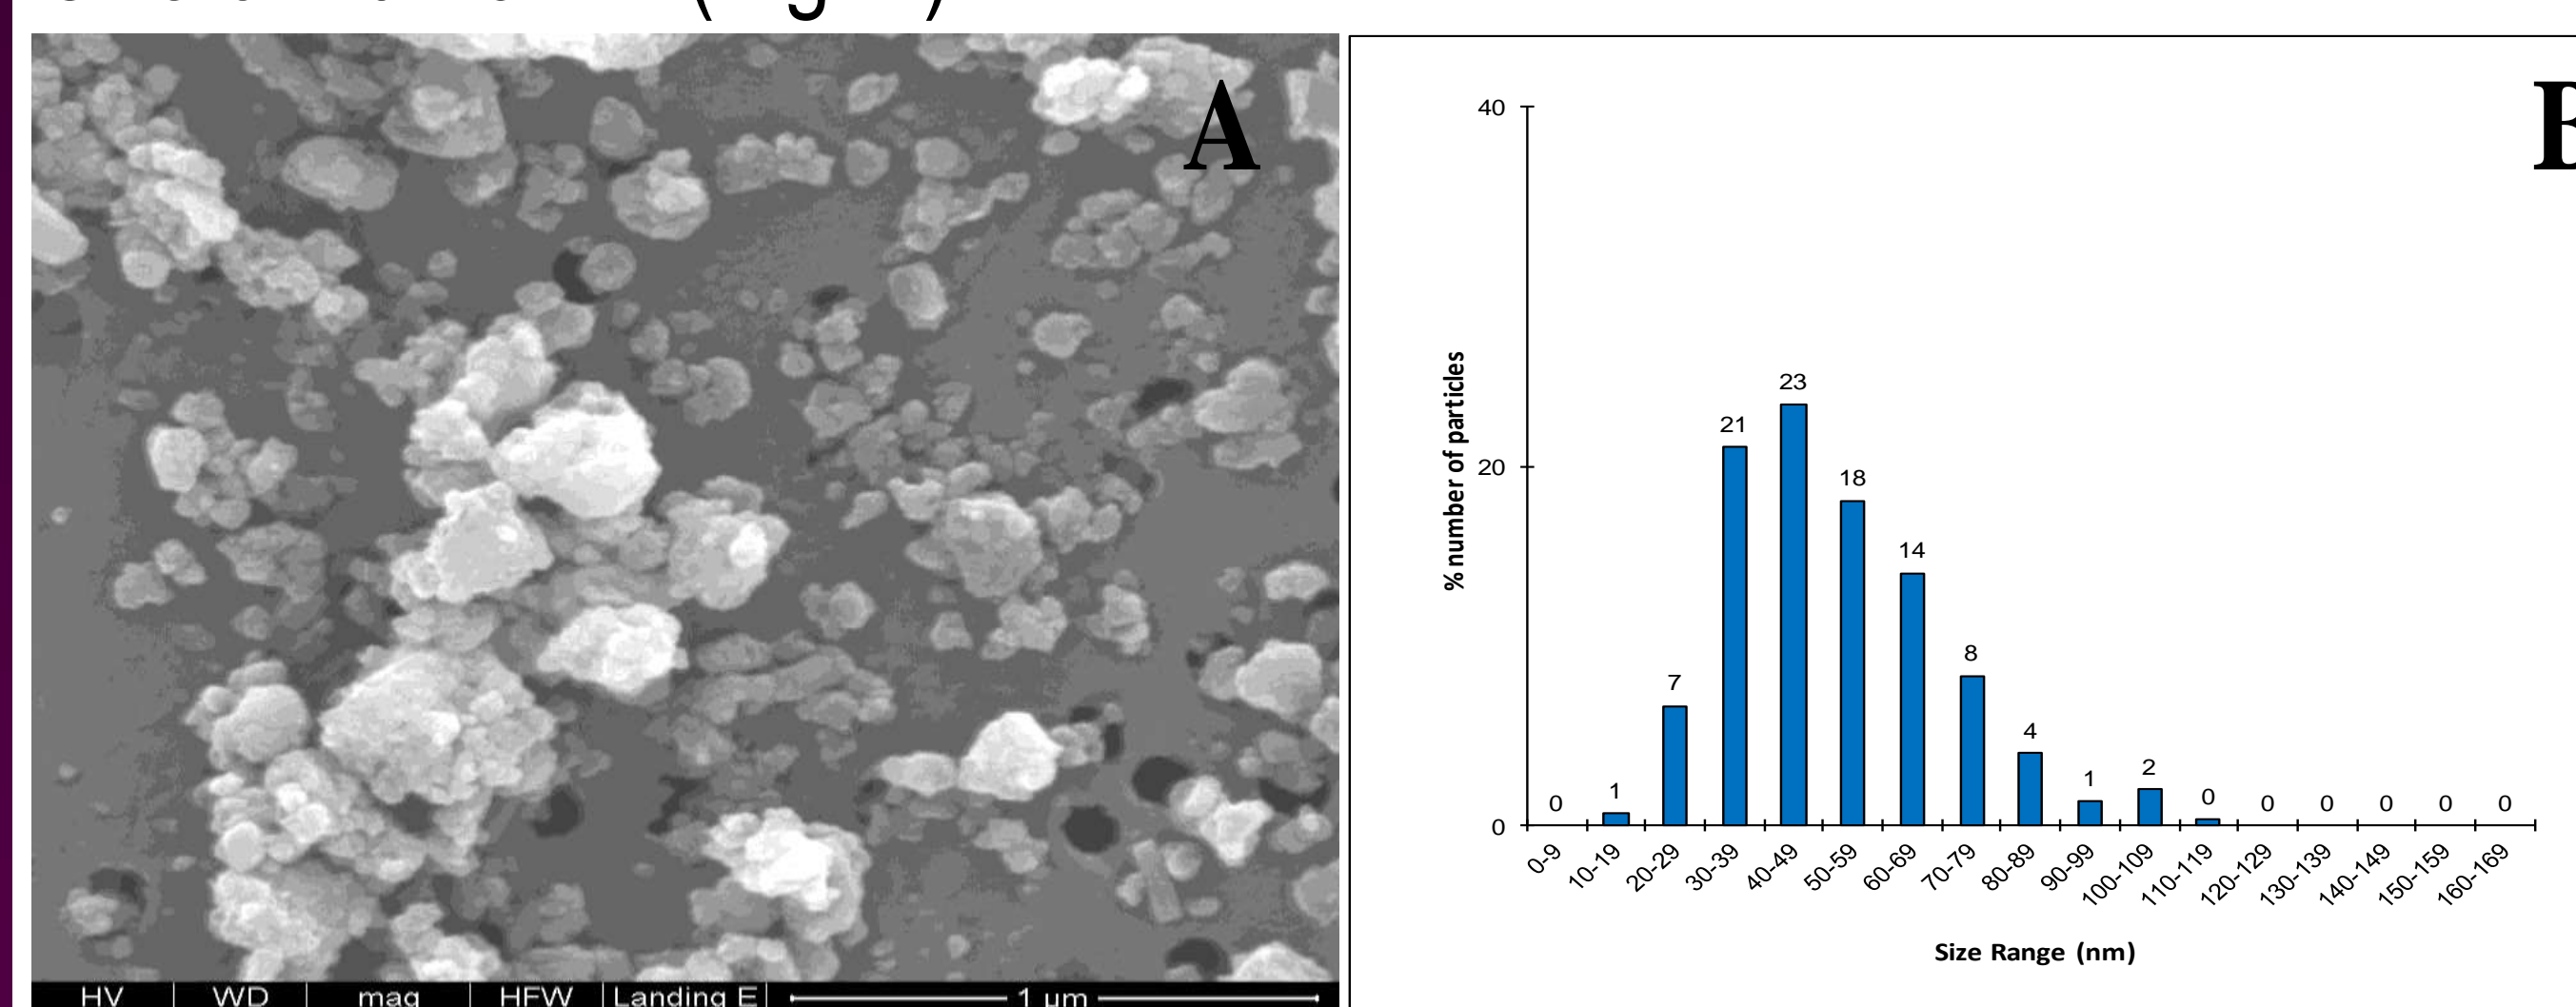 A
HV WD mag HFW Landing E 1 µm
B
40
20
0
% number of particles
0 1 7 21 23 18 14 8 4 1 2 0 0 0 0 0 0
0-9 10-19 20-29 30-39 40-49 50-59 60-69 70-79 80-89 90-99 100-109 110-119 120-129 130-139 140-149 150-159 160-169
Size Range (nm)